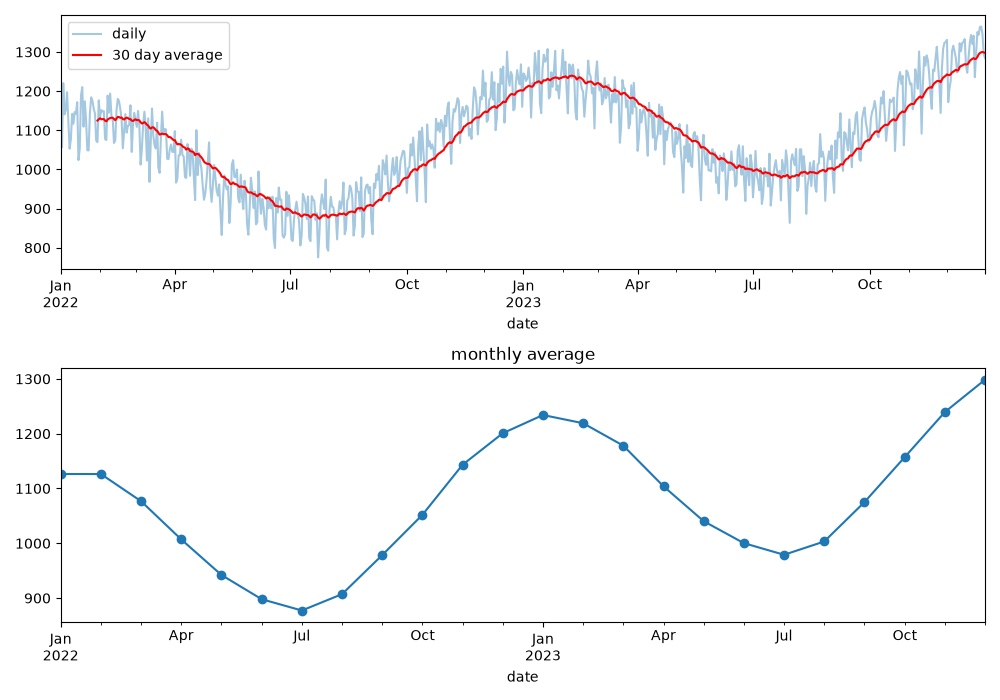 daily
30 day average
1300
1200
1100
1000
900
800
Jan Apr Jul Oct Jan Apr Jul Oct
2022 2023
date
monthly average
1300
1200
1100
1000
900
Jan Apr Jul Oct Jan Apr Jul Oct
2022 2023
date